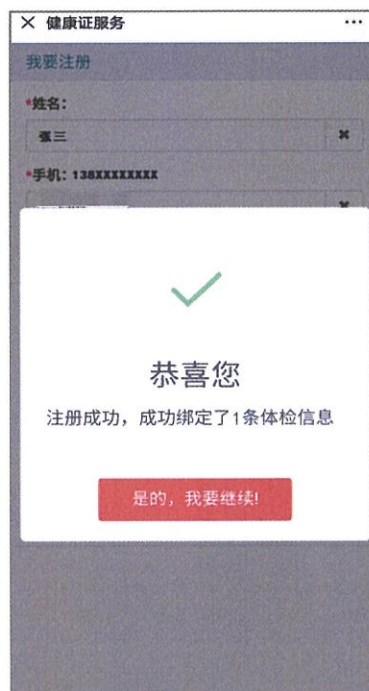 × 健康证服务 ···
我要注册
*姓名：
张三 ×
*手机：138XXXXXXXX
×
恭喜您
注册成功，成功绑定了1条体检信息
是的，我要继续!